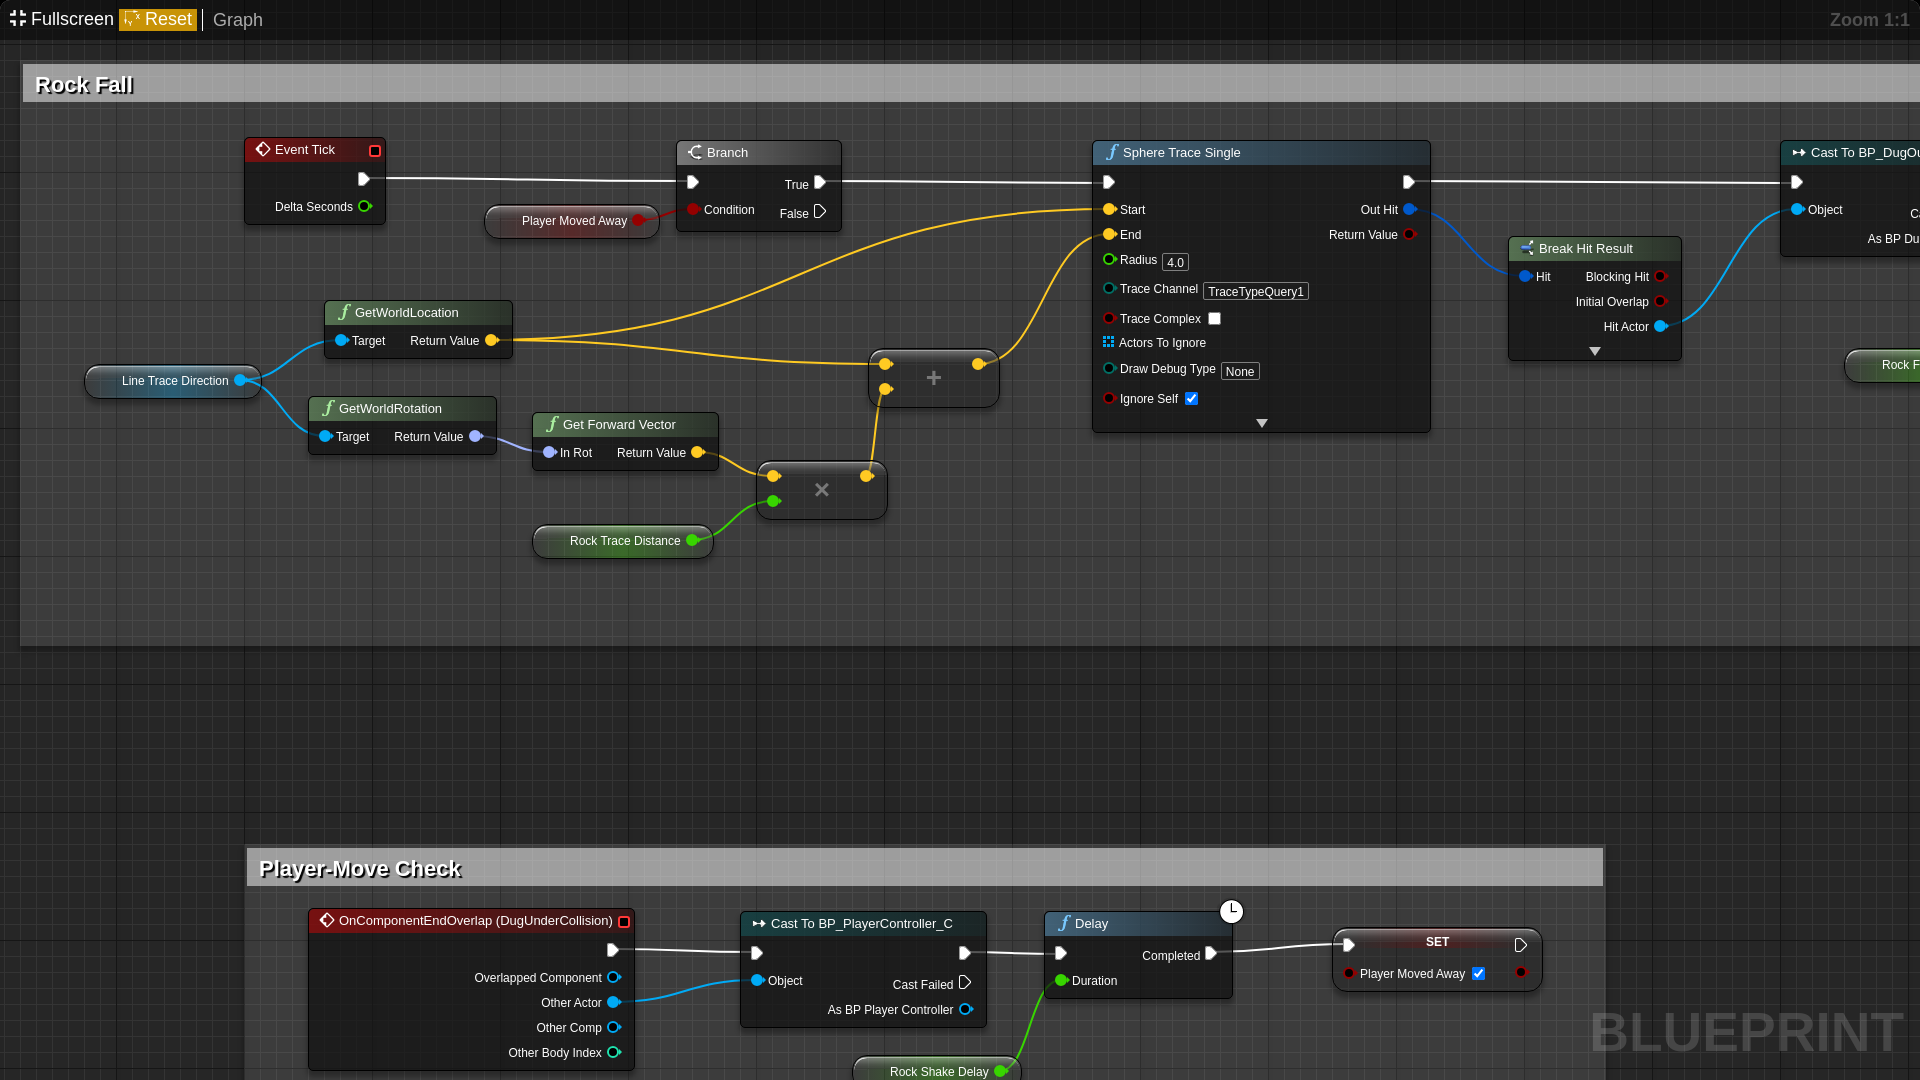 Fullscreen Reset Graph Zoom 1:1
Rock Fall
Event Tick
Delta Seconds
Player Moved Away
Branch
True
Condition
False
Sphere Trace Single
Start
Out Hit
End
Return Value
Radius 4.0
Trace Channel TraceTypeQuery1
Trace Complex
Actors To Ignore
Draw Debug Type None
Ignore Self
Break Hit Result
Hit
Blocking Hit
Initial Overlap
Hit Actor
Cast To BP_DugOu
Object
Ca
As BP Du
Rock F
GetWorldLocation
Target Return Value
Line Trace Direction
GetWorldRotation
Target Return Value
Get Forward Vector
In Rot Return Value
+
×
Rock Trace Distance
Player-Move Check
OnComponentEndOverlap (DugUnderCollision)
Overlapped Component
Other Actor
Other Comp
Other Body Index
Cast To BP_PlayerController_C
Object
Cast Failed
As BP Player Controller
Delay
Completed
Duration
SET
Player Moved Away
Rock Shake Delay
BLUEPRINT